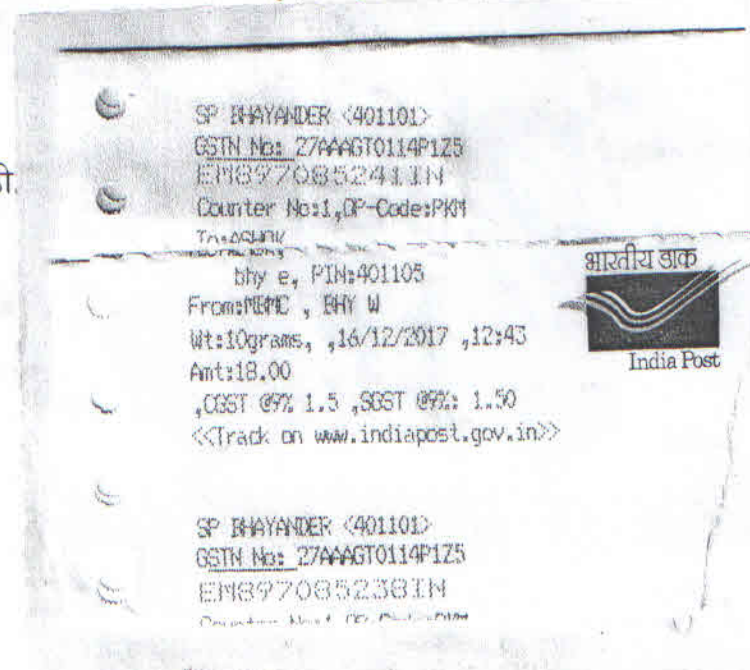 SP BHAYANDER <401101>
GSTN No: 27AAAGT0114P1Z5
EM897085241IN
Counter No:1,OP-Code:PKM
To:ASHOK,
bhy e, PIN:401105
From:MBMC , BHY W
Wt:10grams, ,16/12/2017 ,12:43
Amt:18.00
,CGST @9% 1.5 ,SGST @9%: 1.50
<<Track on www.indiapost.gov.in>>
भारतीय डाक
India Post
SP BHAYANDER <401101>
GSTN No: 27AAAGT0114P1Z5
EM897085238IN